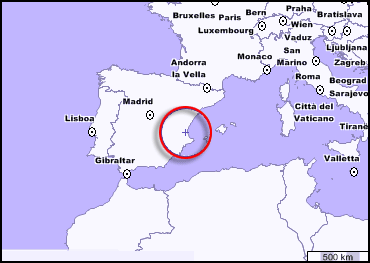 Bruxelles Paris
Bern
Praha
Bratislava
Luxembourg
Wien
Vaduz
Ljubljana
Andorra
la Vella
Monaco
San
Marino
Zagreb
Roma
Beograd
Sarajevo
Madrid
Città del
Vaticano
Lisboa
Tiranë
Gibraltar
Valletta
500 km